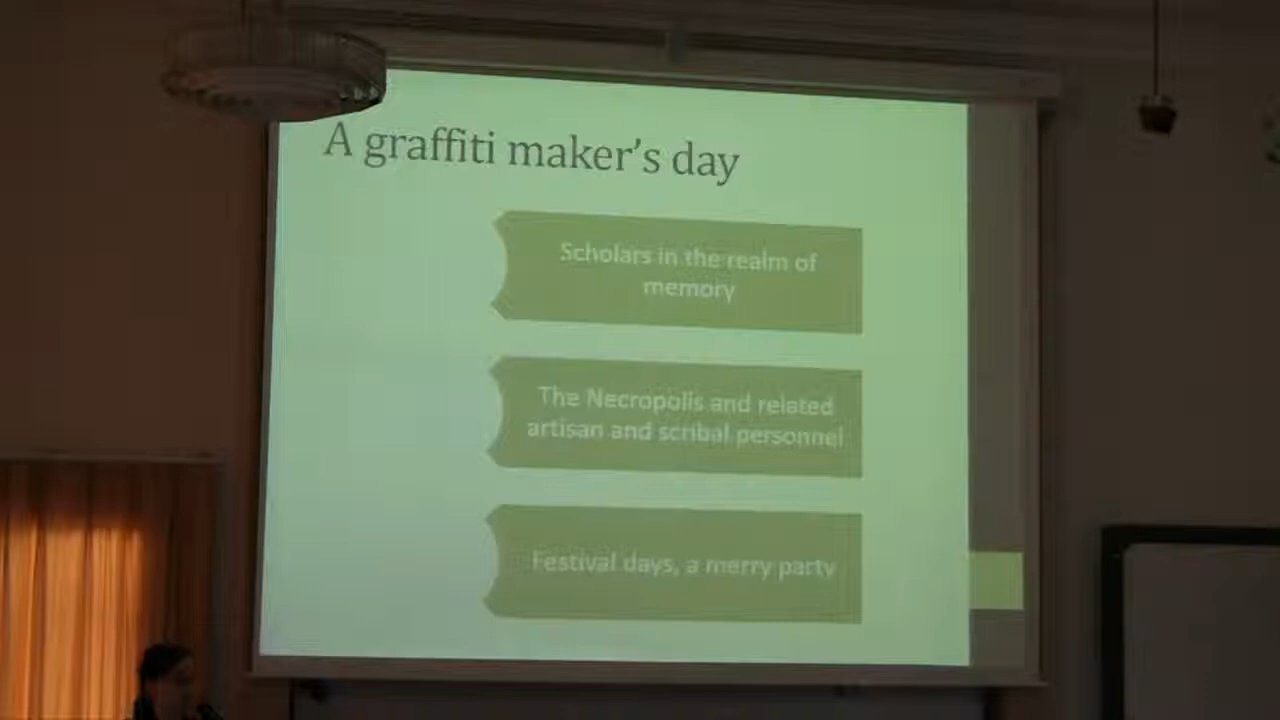 A graffiti maker's day
Scholars in the realm of
memory
The Necropolis and related
artisan and scribal personnel
Festival days, a merry party